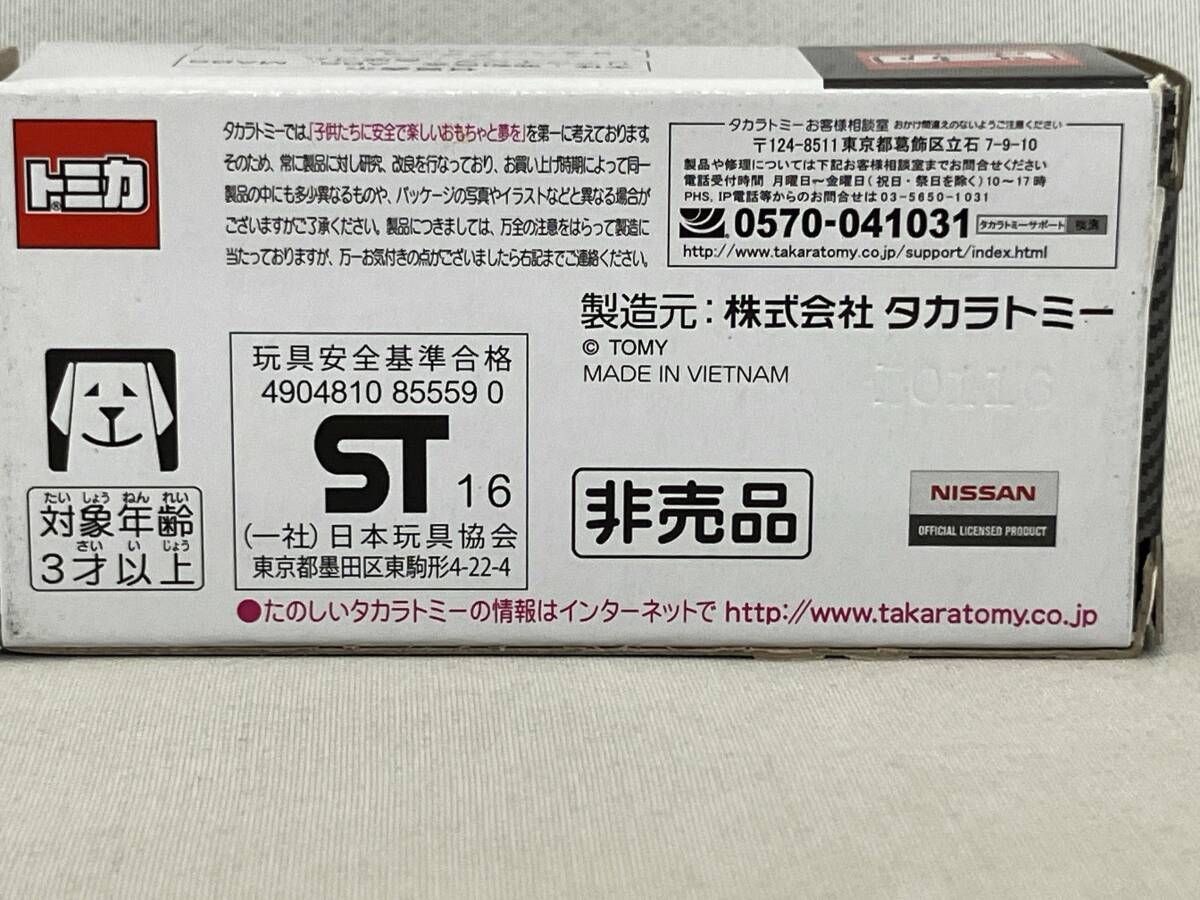 トミカ
タカラトミーでは、「子供たちに安全で楽しいおもちゃと夢を」を第一に考えております。
そのため、常に製品に対し研究、改良を行なっており、お買い上げ時期によって同一
製品の中にも多少異なるものや、パッケージの写真やイラストなどと異なる場合が
ございますがご了承ください。製品につきましては、万全の注意をはらって製造に
当たっておりますが、万一お気付きの点がございましたら右記までご連絡ください。
タカラトミーお客様相談室 おかけ間違えのないようご注意ください
〒124-8511 東京都葛飾区立石 7-9-10
製品や修理については下記お客様相談室までお問合せください
電話受付時間 月曜日〜金曜日(祝日・祭日を除く)10〜17時
PHS, IP電話等からのお問合せは03-5650-1031
0570-041031 タカラトミーサポート 検索
http://www.takaratomy.co.jp/support/index.html
製造元:株式会社 タカラトミー
© TOMY
MADE IN VIETNAM
玩具安全基準合格
4904810 85559 0
ST 16
(一社)日本玩具協会
東京都墨田区東駒形4-22-4
たい しょう ねん れい
対象年齢
さい い じょう
3才以上
非売品
NISSAN
OFFICIAL LICENSED PRODUCT
●たのしいタカラトミーの情報はインターネットで http://www.takaratomy.co.jp